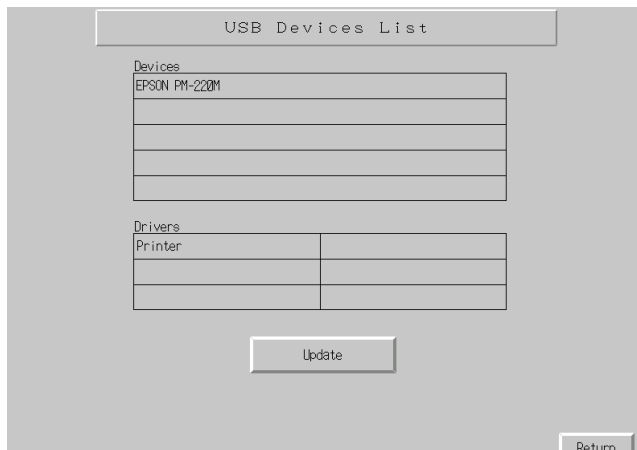 USB Devices List
Devices
EPSON PM-220M
Drivers
Printer
Update
Return